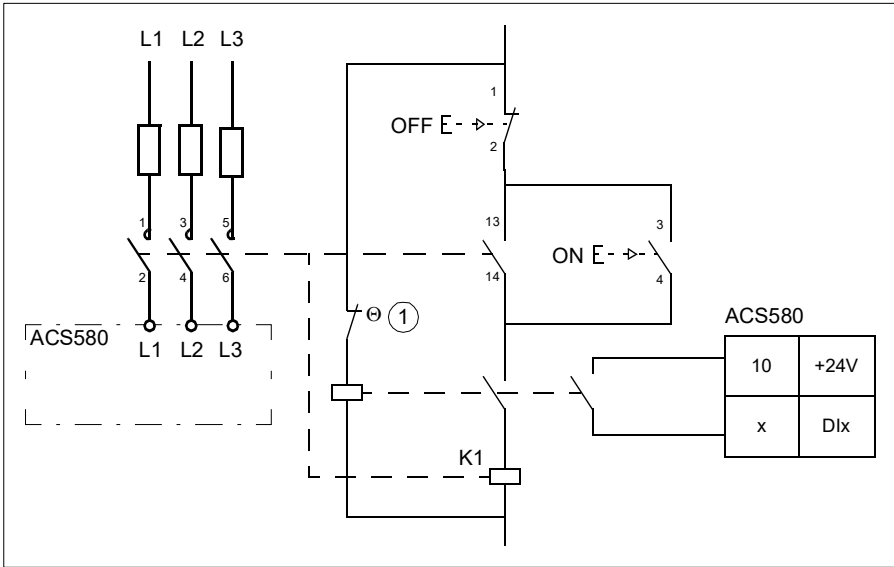 L1 L2 L3
1
OFF
2
1 3 5
13
3
ON
2 4 6
14
4
Θ 1
ACS580
ACS580
L1 L2 L3
10 +24V
x DIx
K1